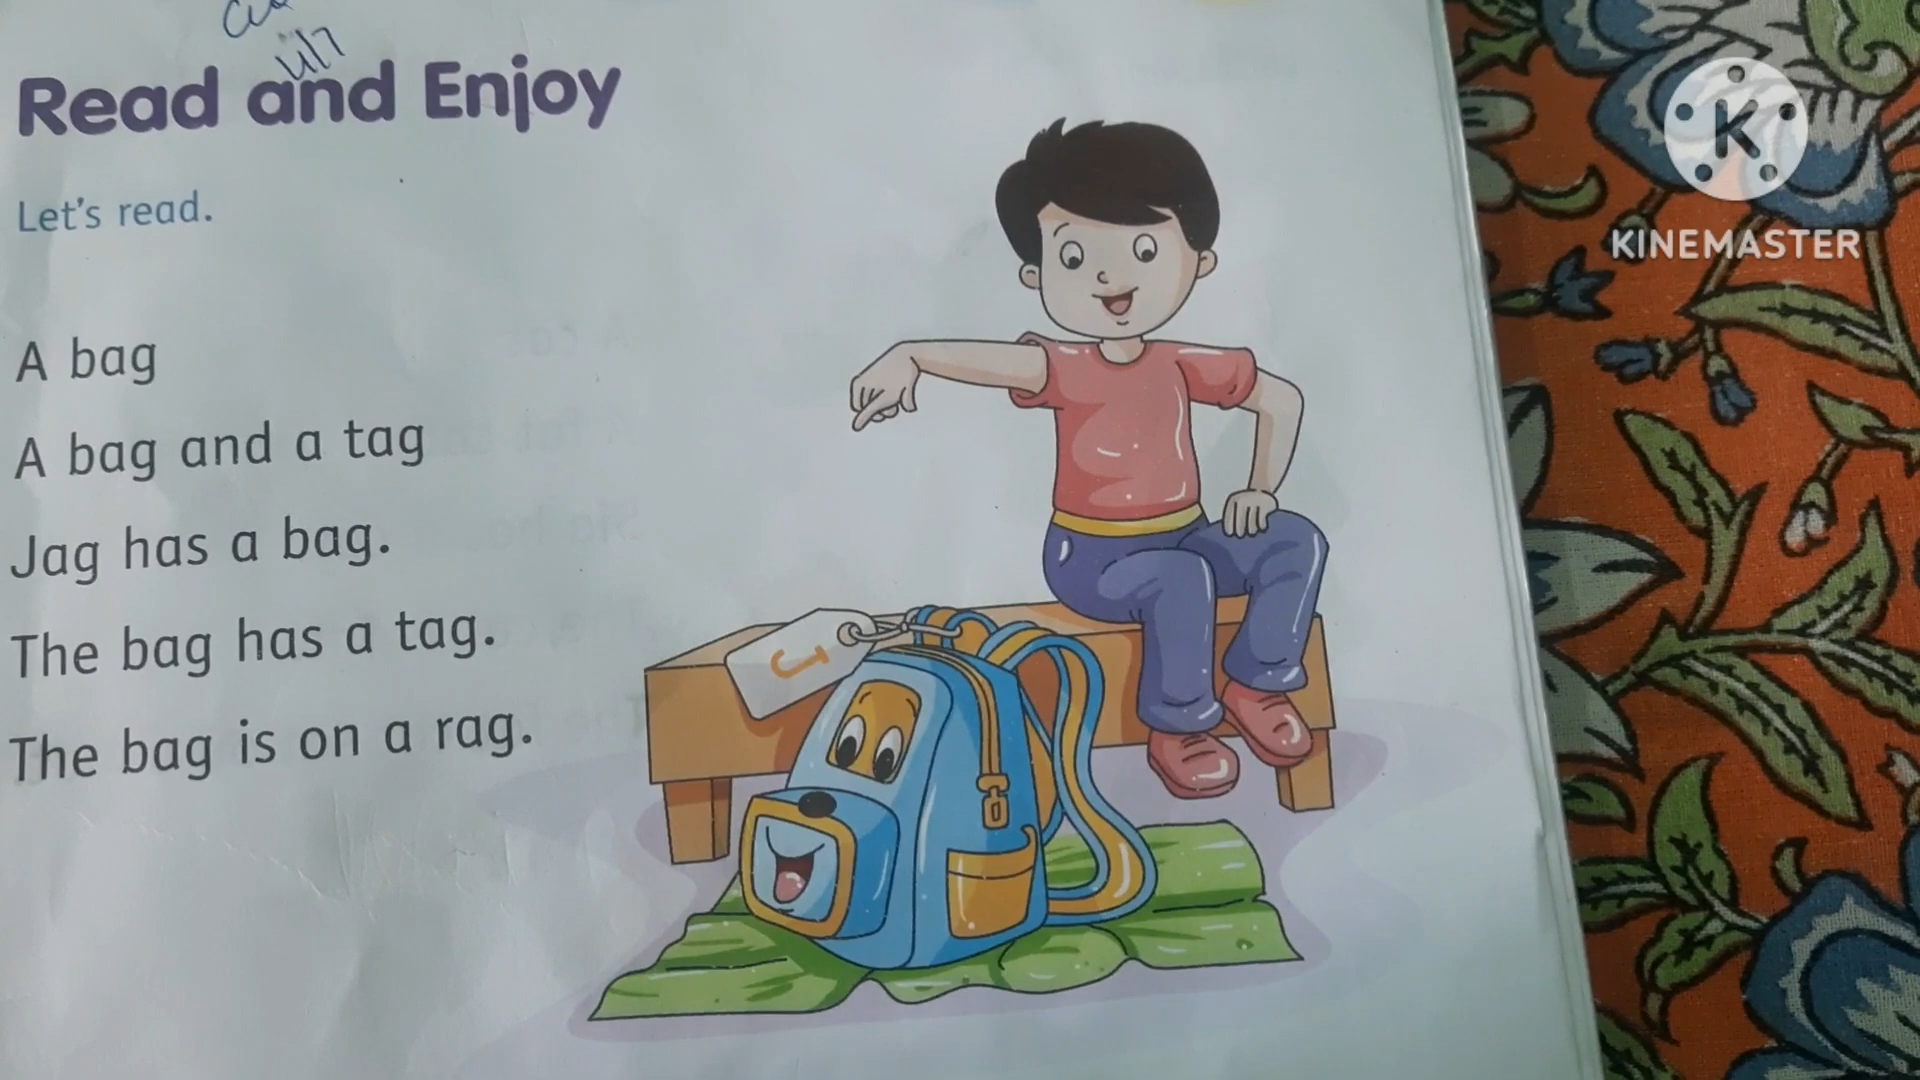 Read and Enjoy
Let's read.
A bag
A bag and a tag
Jag has a bag.
The bag has a tag.
The bag is on a rag.
J
K
KINEMASTER